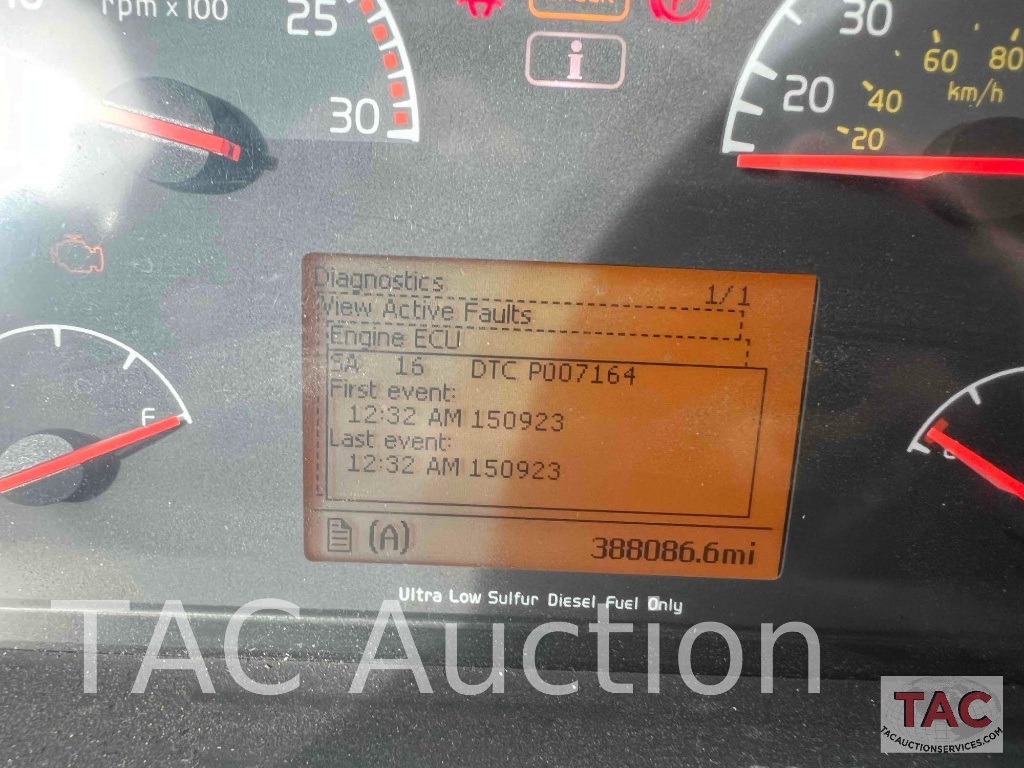 rpm x 100
25
30
i
30
20
60
80
40
20
km/h
Diagnostics
1/1
View Active Faults
Engine ECU
SA 16 DTC P007164
First event:
12:32 AM 150923
Last event:
12:32 AM 150923
F
(A)
388086.6mi
Ultra Low Sulfur Diesel Fuel Only
TAC Auction
TAC
TACAUCTIONSERVICES.COM